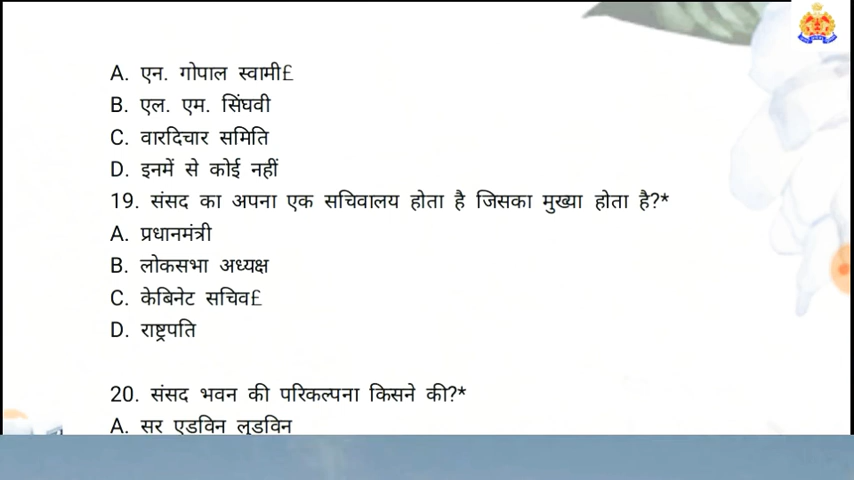 A. एन. गोपाल स्वामी£
B. एल. एम. सिंघवी
C. वारदिचार समिति
D. इनमें से कोई नहीं
19. संसद का अपना एक सचिवालय होता है जिसका मुख्या होता है?*
A. प्रधानमंत्री
B. लोकसभा अध्यक्ष
C. केबिनेट सचिव£
D. राष्ट्रपति
20. संसद भवन की परिकल्पना किसने की?*
A. सर एडविन लूडविन